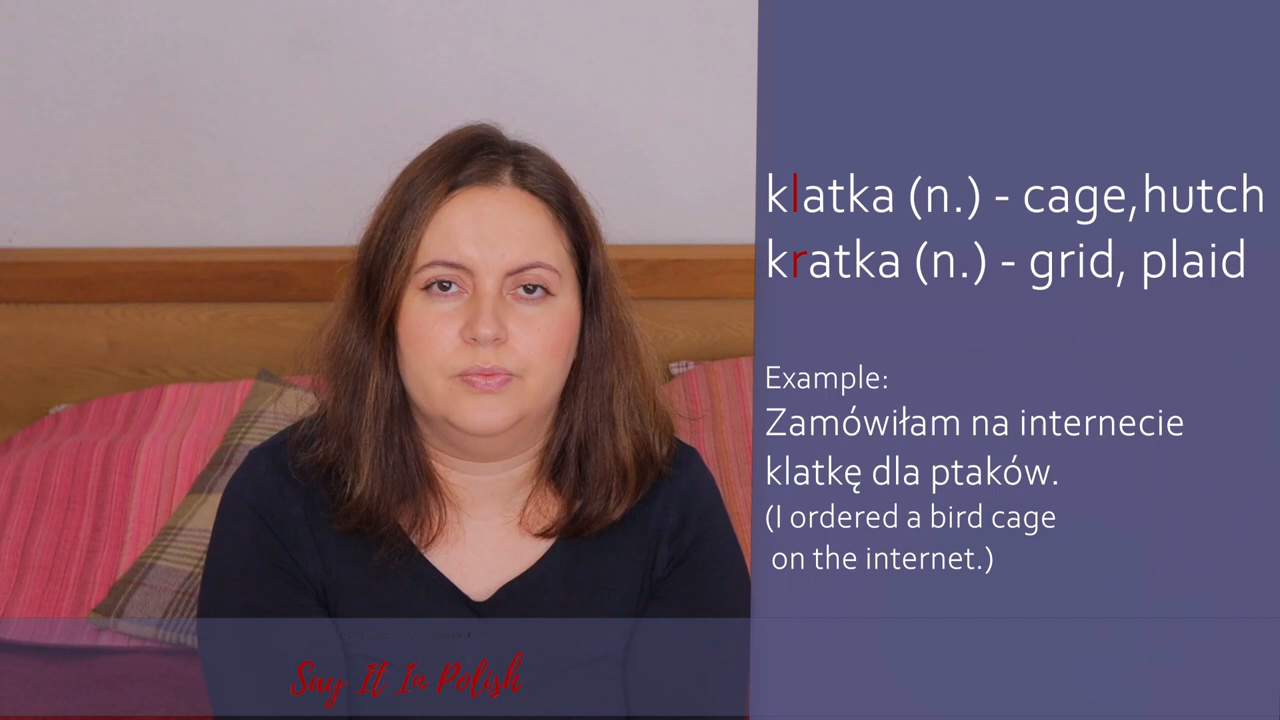 klatka (n.) - cage,hutch
kratka (n.) - grid, plaid
Example:
Zamówiłam na internecie
klatkę dla ptaków.
(I ordered a bird cage
on the internet.)
Say It In Polish